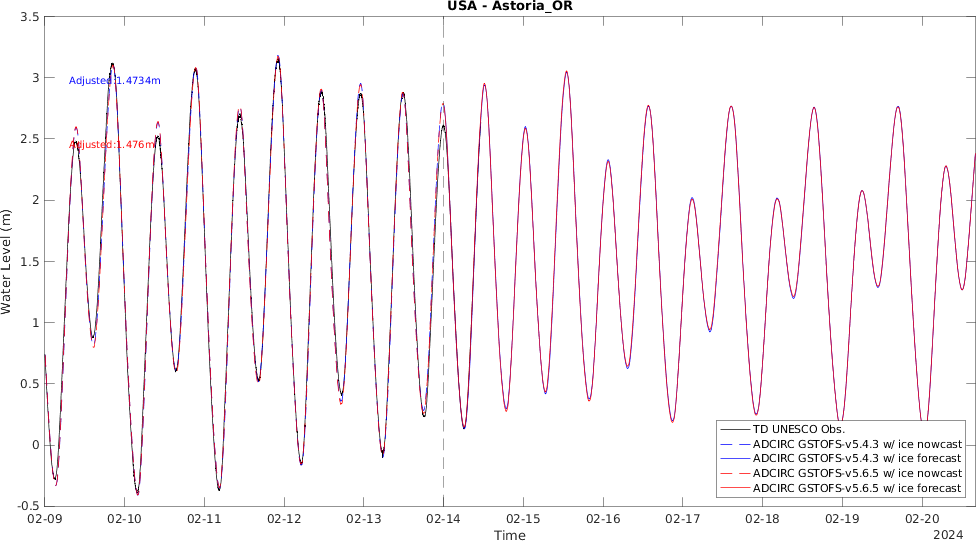 USA - Astoria_OR
3.5
3
2.5
2
1.5
1
0.5
0
-0.5
Water Level (m)
Adjusted:1.4734m
Adjusted:1.476m
TD UNESCO Obs.
ADCIRC GSTOFS-v5.4.3 w/ ice nowcast
ADCIRC GSTOFS-v5.4.3 w/ ice forecast
ADCIRC GSTOFS-v5.6.5 w/ ice nowcast
ADCIRC GSTOFS-v5.6.5 w/ ice forecast
02-09 02-10 02-11 02-12 02-13 02-14 02-15 02-16 02-17 02-18 02-19 02-20
Time
2024